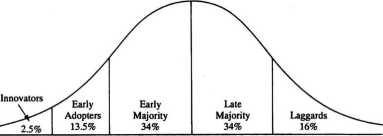 Innovators
2.5%
Early
Adopters
13.5%
Early
Majority
34%
Late
Majority
34%
Laggards
16%